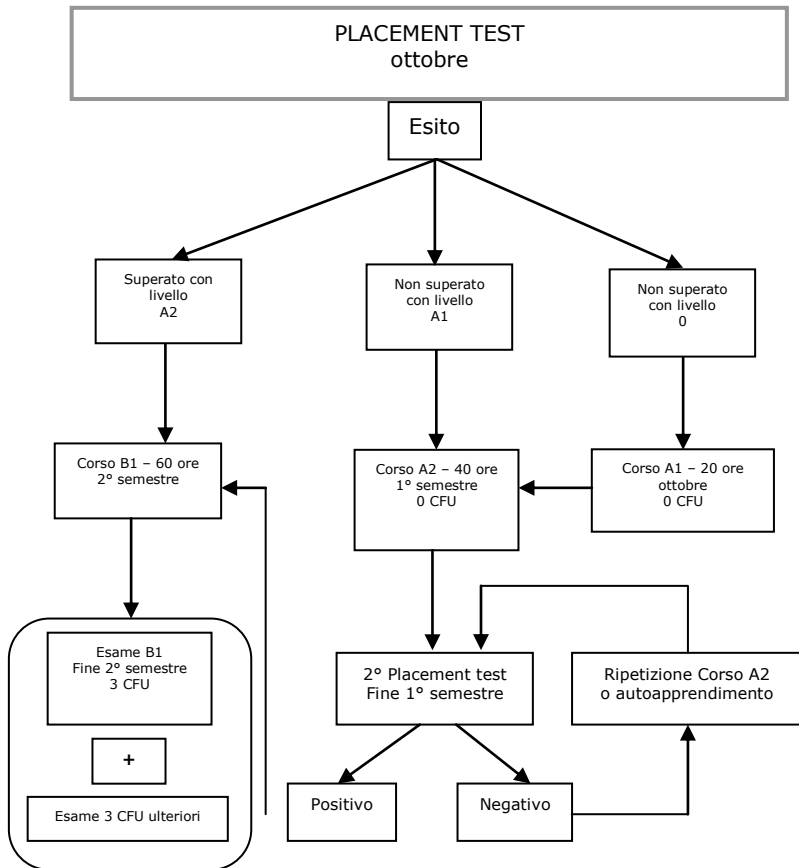 PLACEMENT TEST
ottobre
Esito
Superato con
livello
A2
Non superato
con livello
A1
Non superato
con livello
0
Corso B1 – 60 ore
2° semestre
Corso A2 – 40 ore
1° semestre
0 CFU
Corso A1 – 20 ore
ottobre
0 CFU
Esame B1
Fine 2° semestre
3 CFU
+
Esame 3 CFU ulteriori
2° Placement test
Fine 1° semestre
Ripetizione Corso A2
o autoapprendimento
Positivo
Negativo